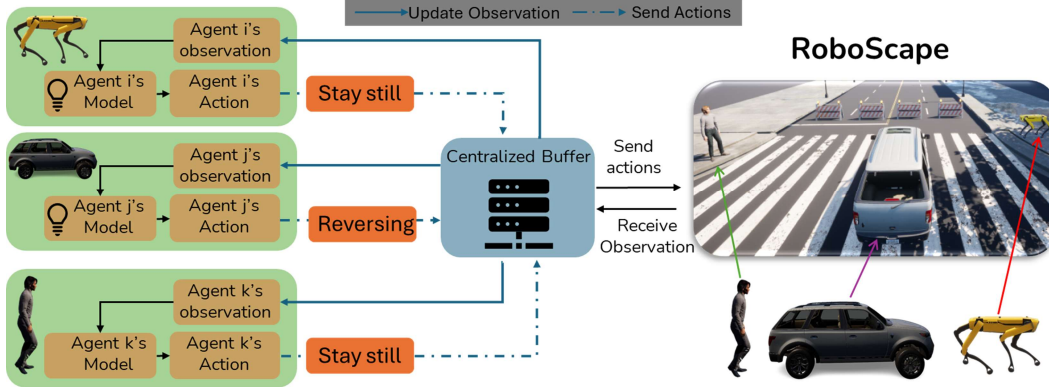 Update Observation
Send Actions
RoboScape
Agent i's
observation
Agent i's
Model
Agent i's
Action
Stay still
Agent j's
observation
Agent j's
Model
Agent j's
Action
Reversing
Centralized Buffer
Send
actions
Receive
Observation
Agent k's
observation
Agent k's
Model
Agent k's
Action
Stay still